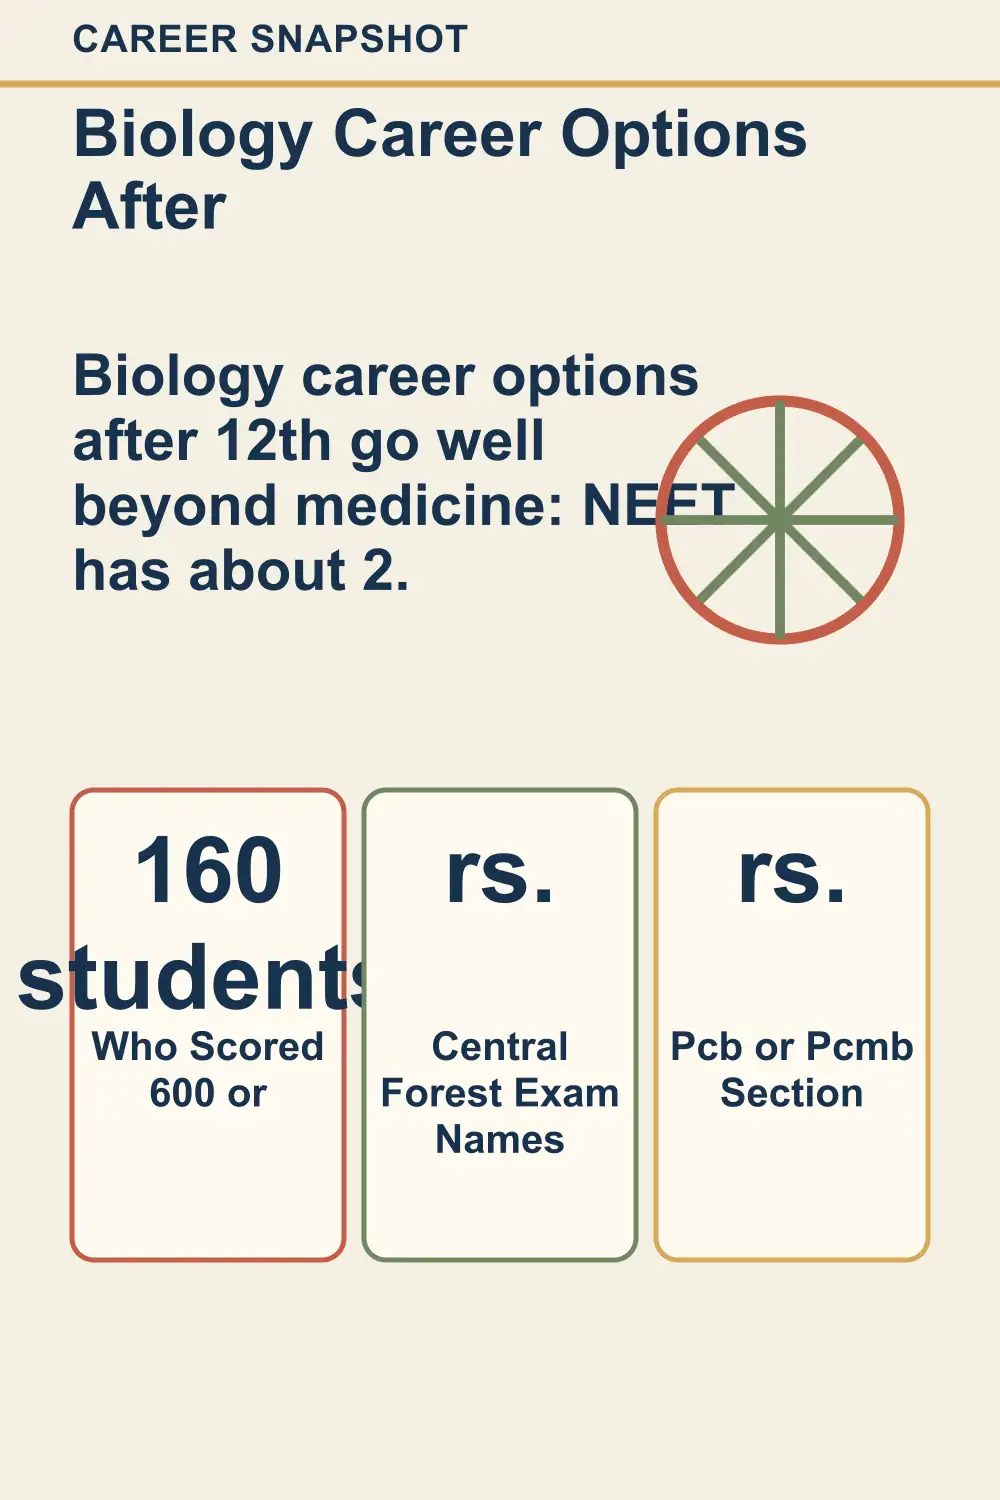 CAREER SNAPSHOT
Biology Career Options
After
Biology career options
after 12th go well
beyond medicine: NEET
has about 2.
160
students
Who Scored
600 or
rs.
Central
Forest Exam
Names
rs.
Pcb or Pcmb
Section